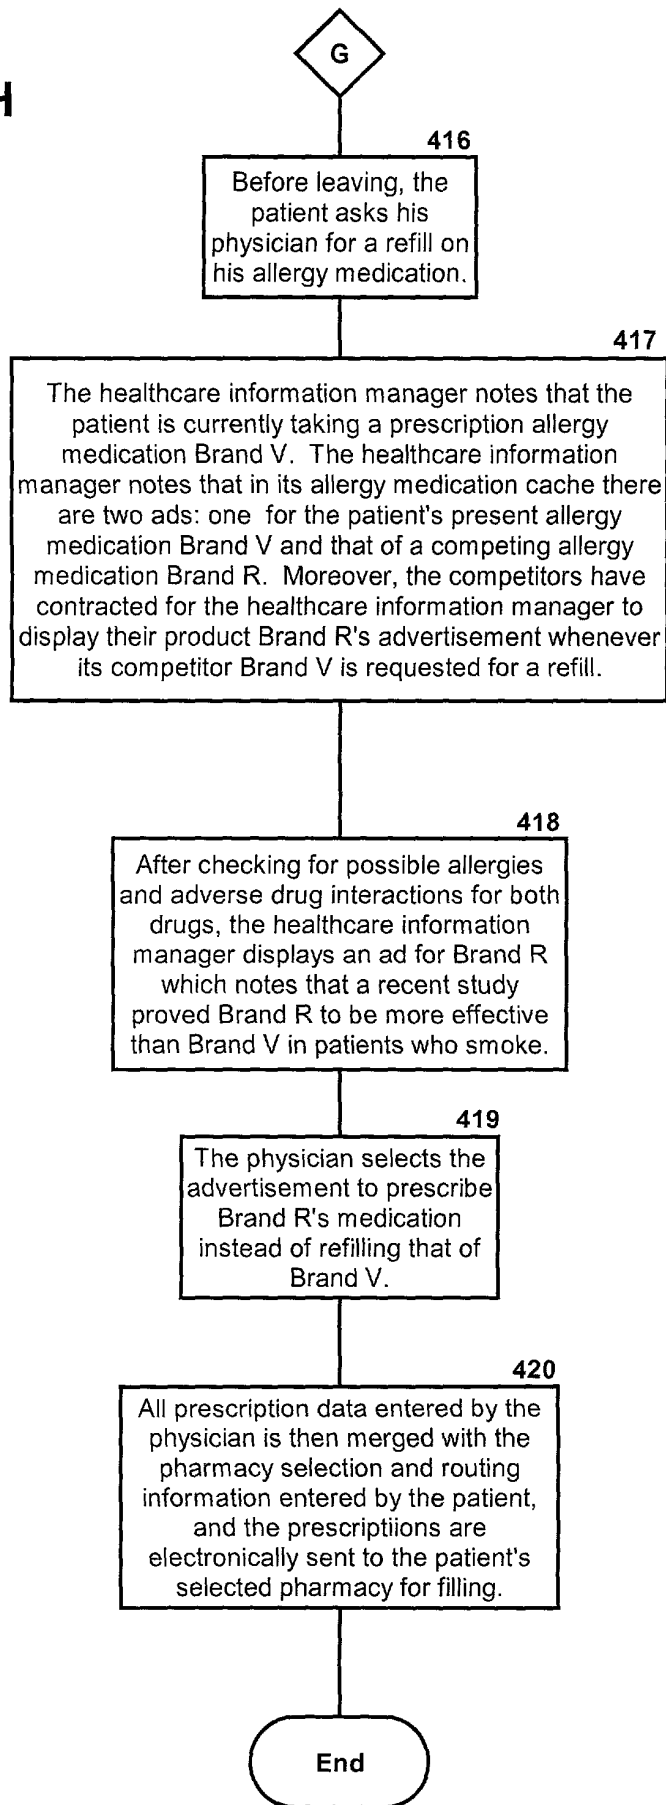 G
H
416
Before leaving, the
patient asks his
physician for a refill on
his allergy medication.
417
The healthcare information manager notes that the
patient is currently taking a prescription allergy
medication Brand V. The healthcare information
manager notes that in its allergy medication cache there
are two ads: one for the patient's present allergy
medication Brand V and that of a competing allergy
medication Brand R. Moreover, the competitors have
contracted for the healthcare information manager to
display their product Brand R's advertisement whenever
its competitor Brand V is requested for a refill.
418
After checking for possible allergies
and adverse drug interactions for both
drugs, the healthcare information
manager displays an ad for Brand R
which notes that a recent study
proved Brand R to be more effective
than Brand V in patients who smoke.
419
The physician selects the
advertisement to prescribe
Brand R's medication
instead of refilling that of
Brand V.
420
All prescription data entered by the
physician is then merged with the
pharmacy selection and routing
information entered by the patient,
and the prescriptiions are
electronically sent to the patient's
selected pharmacy for filling.
End